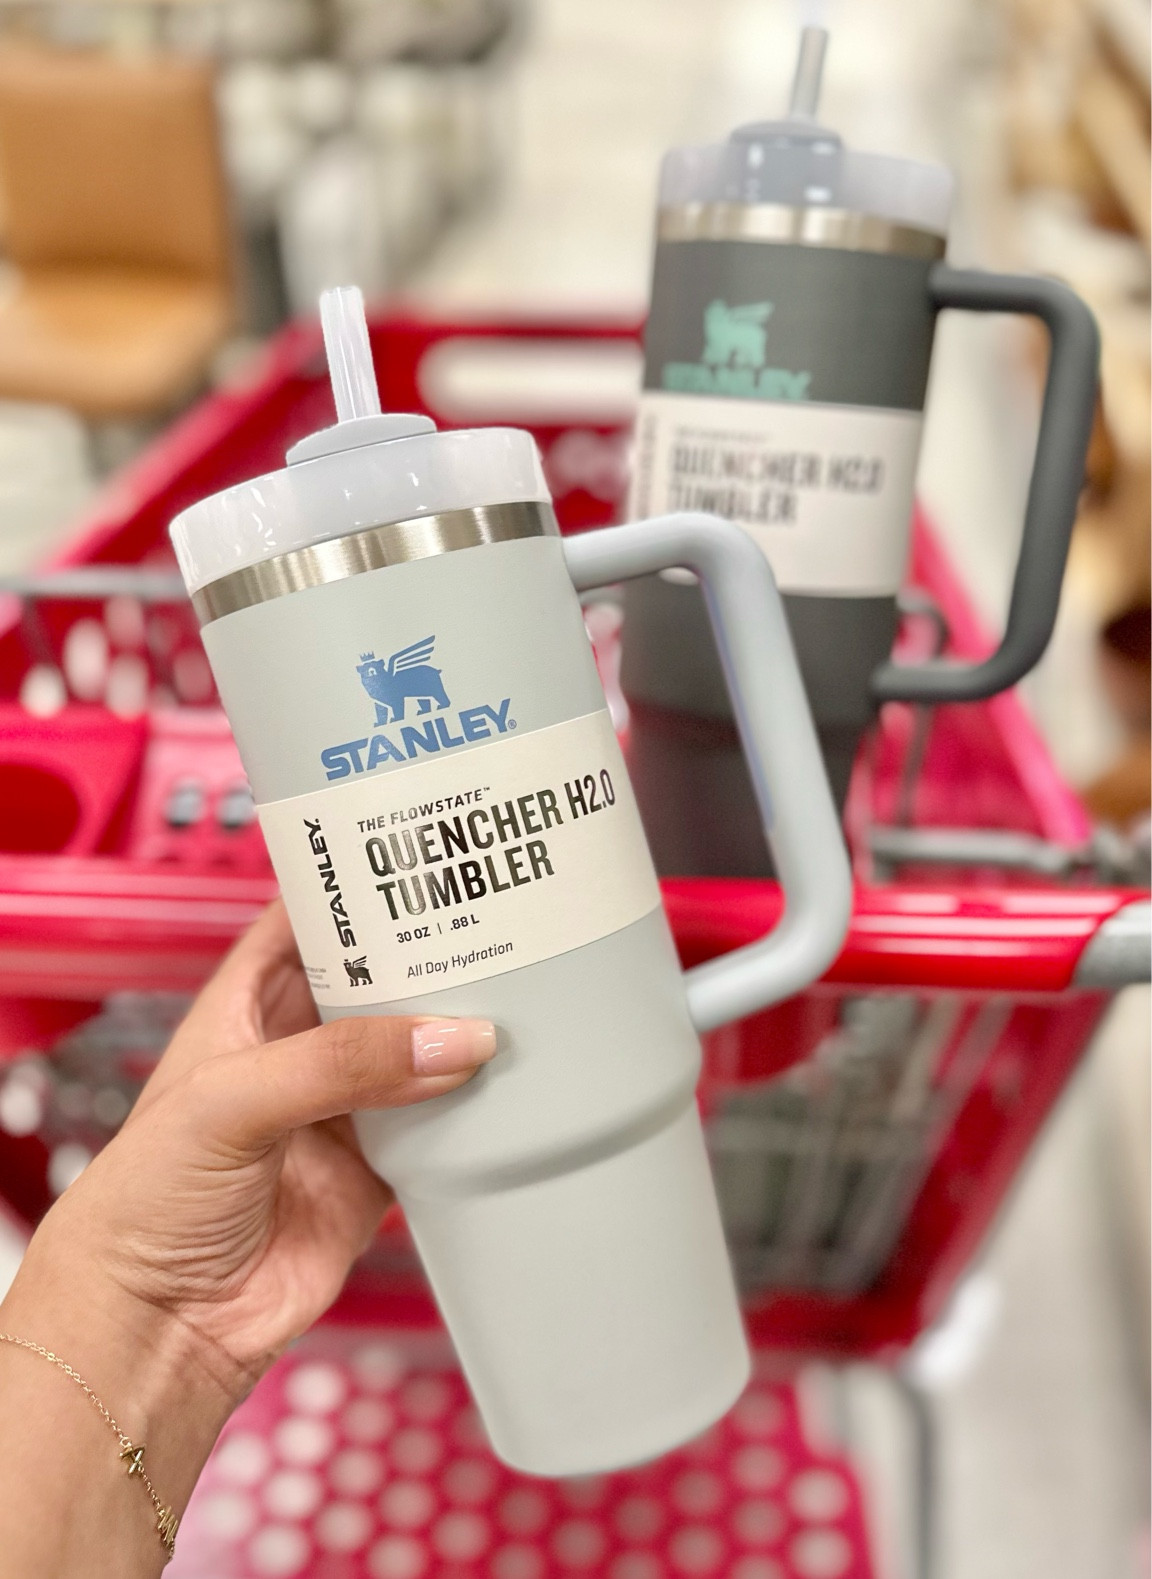 STANLEY
QUENCHER H2.0
TUMBLER
STANLEY®
THE FLOWSTATE™
QUENCHER H2.0
TUMBLER
30 OZ | .88 L
All Day Hydration
STANLEY.